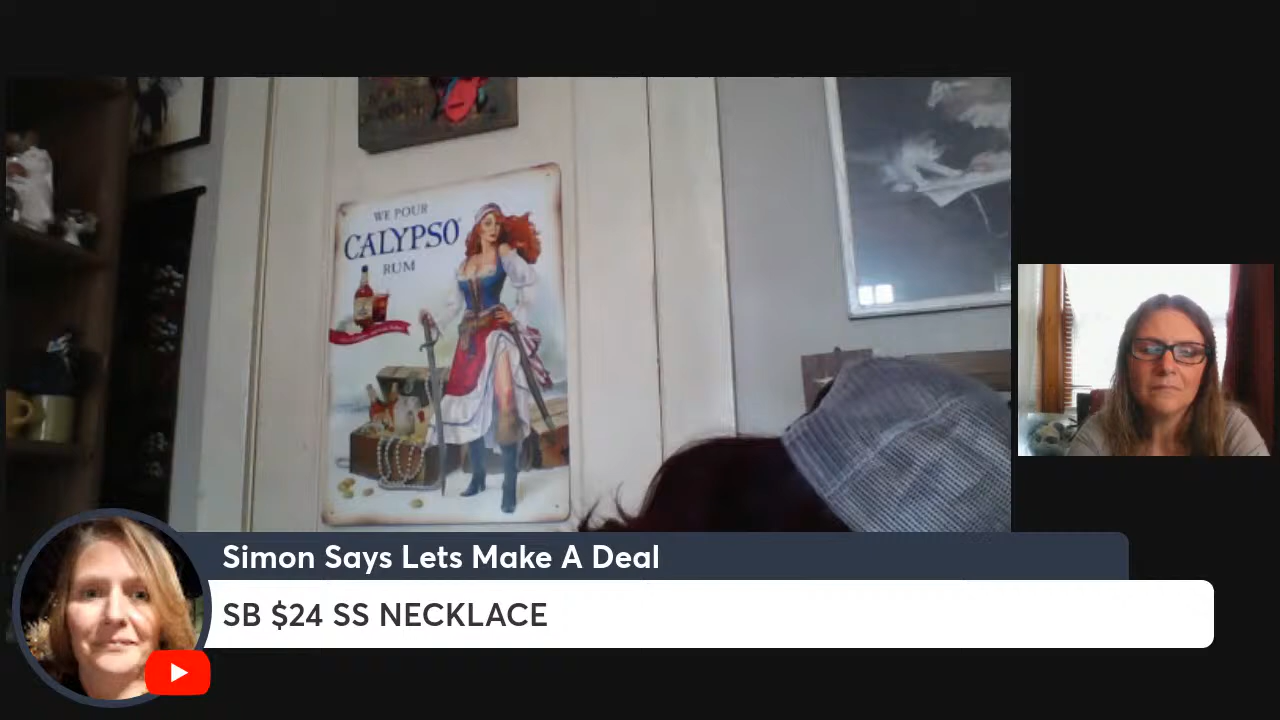 WE POUR
CALYPSO
RUM
Simon Says Lets Make A Deal
SB $24 SS NECKLACE